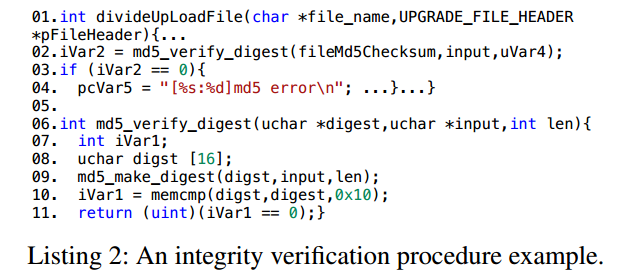 01.int divideUpLoadFile(char *file_name,UPGRADE_FILE_HEADER
*pFileHeader){...
02.iVar2 = md5_verify_digest(fileMd5Checksum,input,uVar4);
03.if (iVar2 == 0){
04.  pcVar5 = "[%s:%d]md5 error\n"; ...}...}
05.
06.int md5_verify_digest(uchar *digest,uchar *input,int len){
07.  int iVar1;
08.  uchar digst [16];
09.  md5_make_digest(digst,input,len);
10.  iVar1 = memcmp(digst,digest,0x10);
11.  return (uint)(iVar1 == 0);}
Listing 2: An integrity verification procedure example.